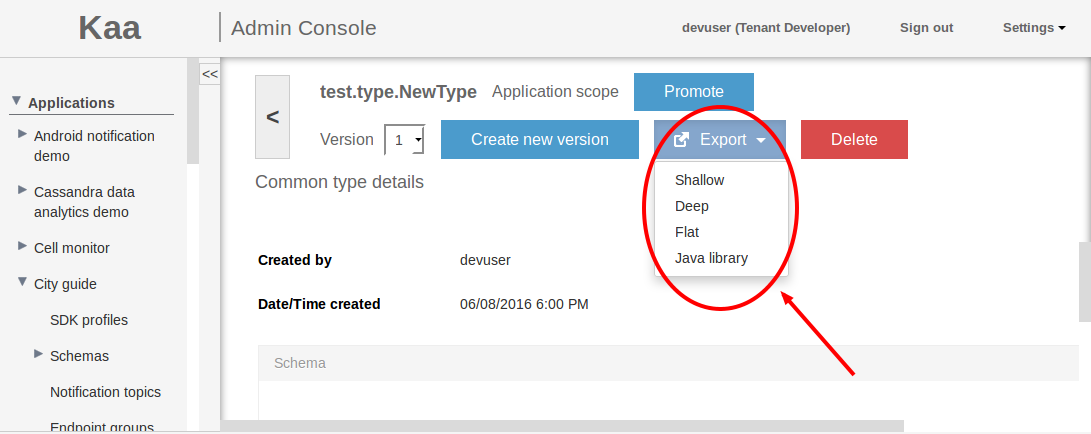 Kaa
Admin Console
devuser (Tenant Developer)
Sign out
Settings
Applications
Android notification
demo
Cassandra data
analytics demo
Cell monitor
City guide
SDK profiles
Schemas
Notification topics
Endpoint groups
<<
<
test.type.NewType Application scope Promote
Version 1 Create new version Export Delete
Shallow
Deep
Flat
Java library
Common type details
Created by devuser
Date/Time created 06/08/2016 6:00 PM
Schema